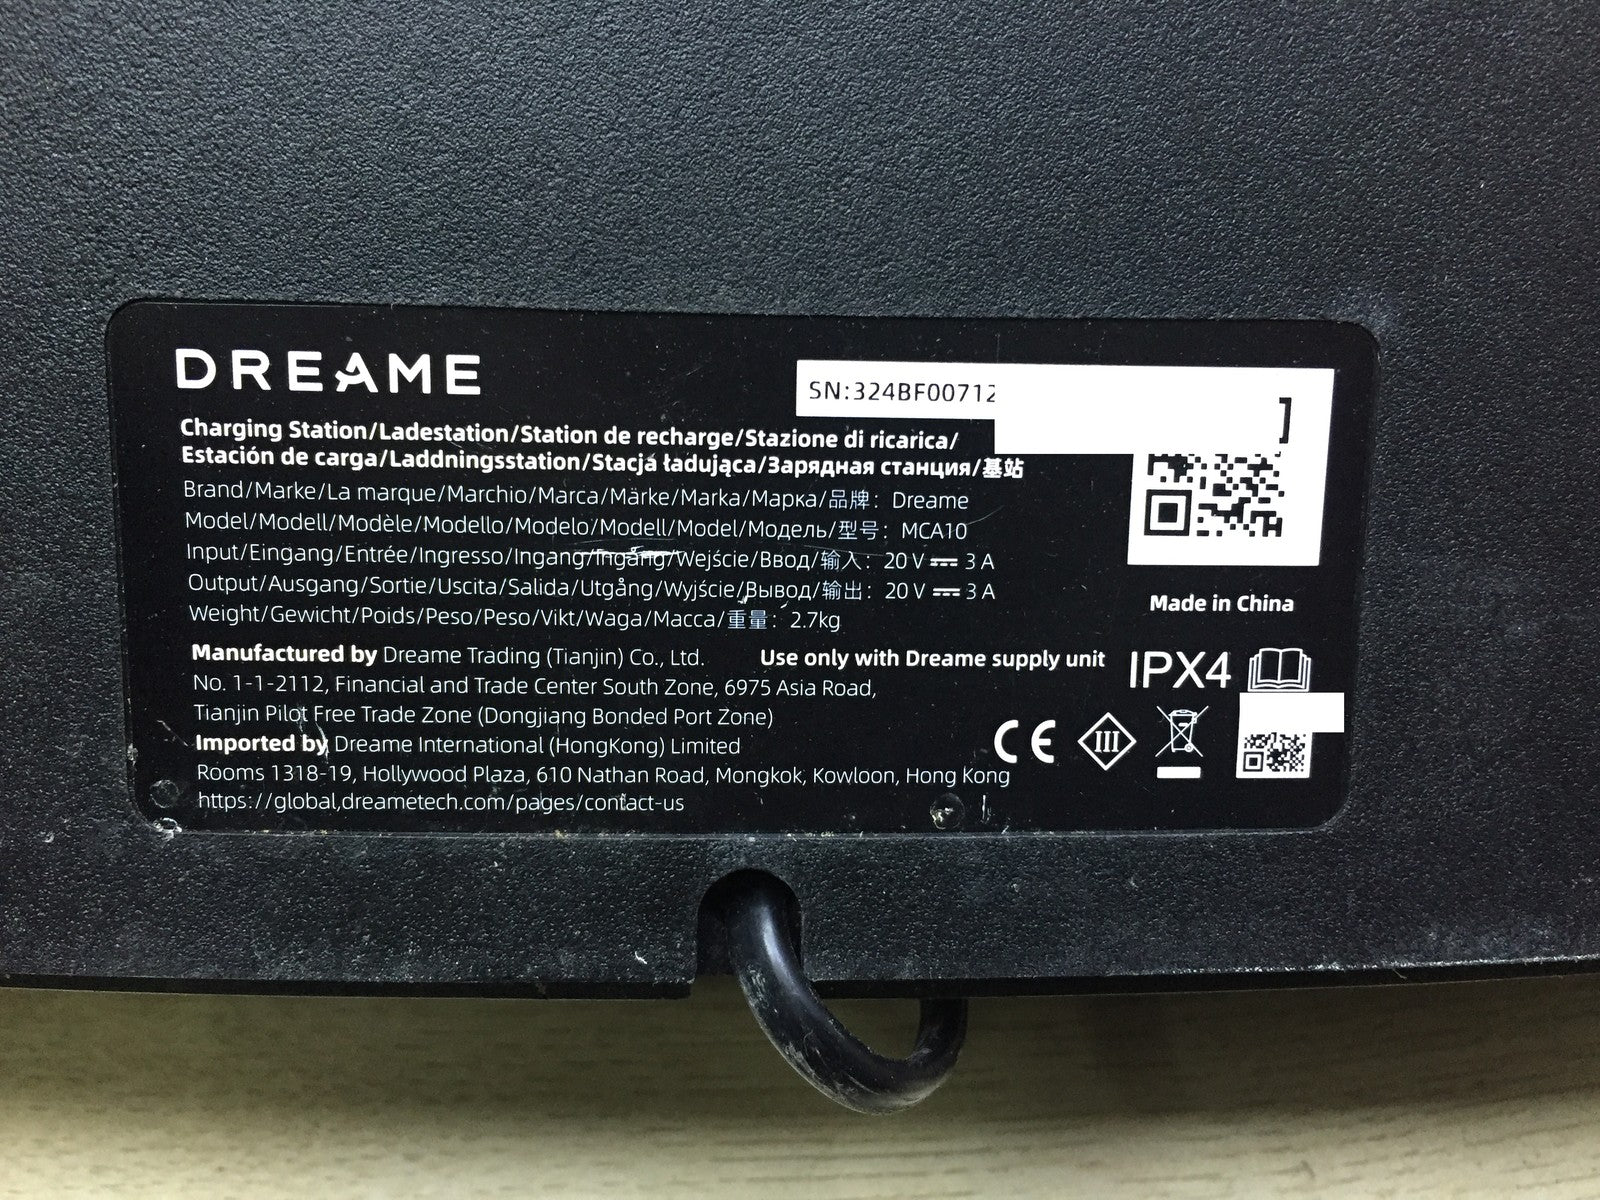 DREAME
SN:324BF00712
Charging Station/Ladestation/Station de recharge/Stazione di ricarica/
Estación de carga/Laddningsstation/Stacja ładująca/Зарядная станция/基站
Brand/Marke/La marque/Marchio/Marca/Märke/Marka/Марка/品牌: Dreame
Model/Modell/Modèle/Modello/Modelo/Modell/Model/Модель/型号: MCA10
Input/Eingang/Entrée/Ingresso/Ingang/Ingång/Wejście/Ввод/输入: 20 V ⎓ 3 A
Output/Ausgang/Sortie/Uscita/Salida/Utgång/Wyjście/Вывод/输出: 20 V ⎓ 3 A
Weight/Gewicht/Poids/Peso/Peso/Vikt/Waga/Масса/重量: 2.7kg
Made in China
Manufactured by Dreame Trading (Tianjin) Co., Ltd.
Use only with Dreame supply unit
IPX4
No. 1-1-2112, Financial and Trade Center South Zone, 6975 Asia Road,
Tianjin Pilot Free Trade Zone (Dongjiang Bonded Port Zone)
Imported by Dreame International (HongKong) Limited
CE
III
Rooms 1318-19, Hollywood Plaza, 610 Nathan Road, Mongkok, Kowloon, Hong Kong
https://global.dreametech.com/pages/contact-us